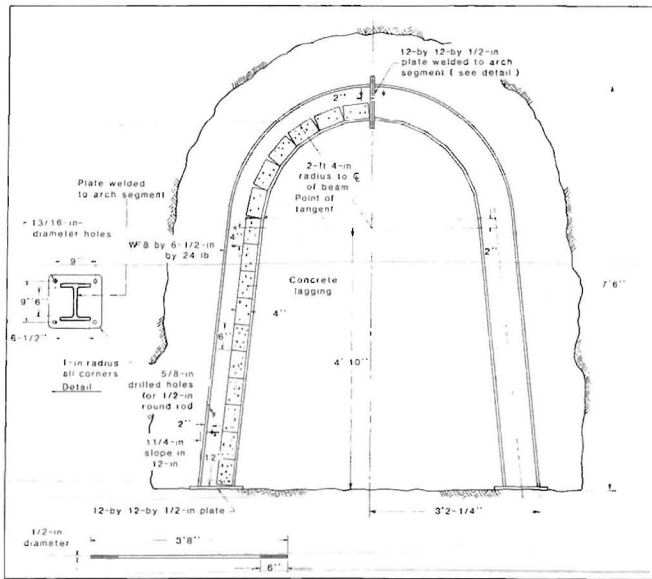 12-by 12-by 1/2-in
plate welded to arch
segment ( see detail )
2''
2-ft 4-in
radius to ℄
of beam
Point of
tangent
Plate welded
to arch segment
13/16-in-
diameter holes
9''
WF8 by 6-1/2-in
by 24 lb
4''
2''
Concrete
lagging
7'6''
9''
6''
6-1/2''
4''
6''
4' 10''
1-in radius
all corners
Detail
5/8-in
drilled holes
for 1/2-in
round rod
2''
1 1/4-in
slope in
12-in
12''
12-by 12-by 1/2-in plate
3'2-1/4''
1/2-in
diameter
3'8''
6''